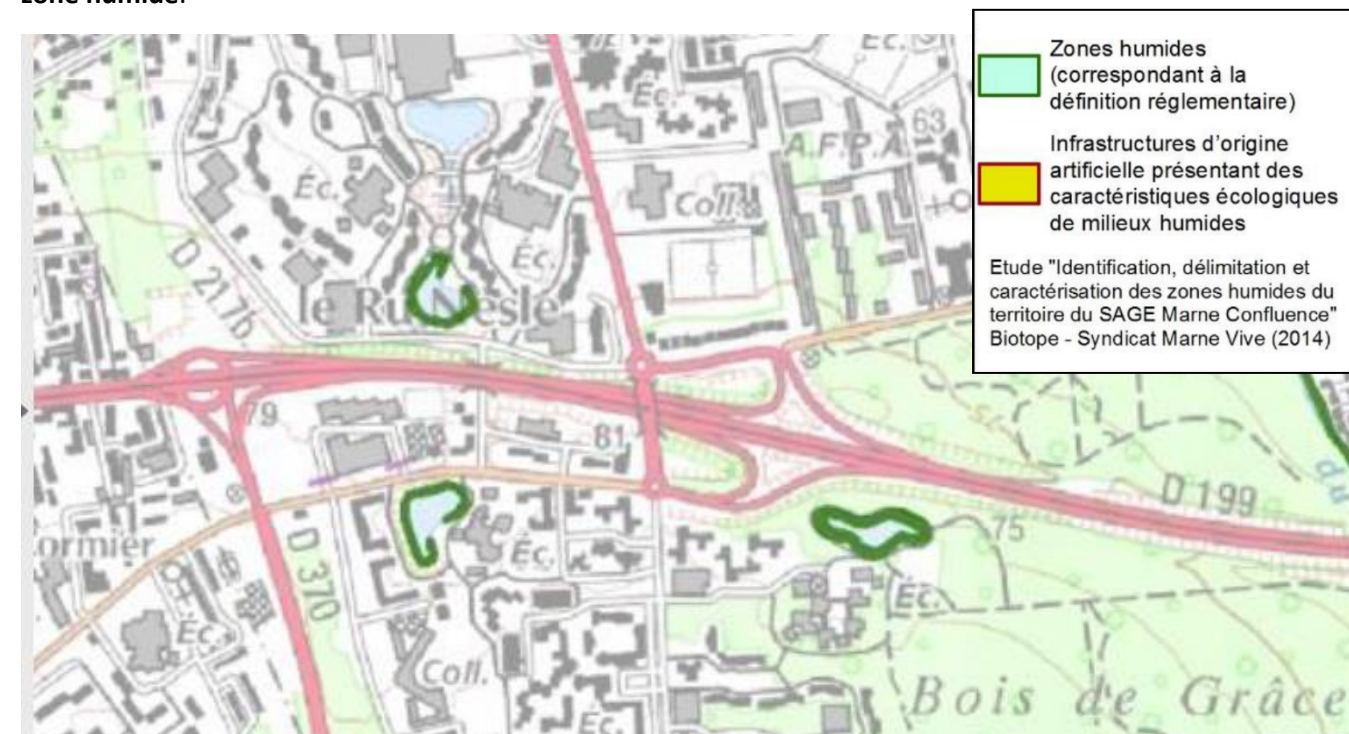 zone humide.
Zones humides
(correspondant à la
définition réglementaire)
Infrastructures d'origine
artificielle présentant des
caractéristiques écologiques
de milieux humides
Etude "Identification, délimitation et
caractérisation des zones humides du
territoire du SAGE Marne Confluence"
Biotope - Syndicat Marne Vive (2014)
Éc.
Éc.
63
A.F.P.A
Éc.
Coll.
Éc.
D 217b
le Ru Nesle
79
81
D 199
du
75
ormier
D 370
Éc.
Éc.
Éc.
Coll.
Éc.
Bois de Grâce